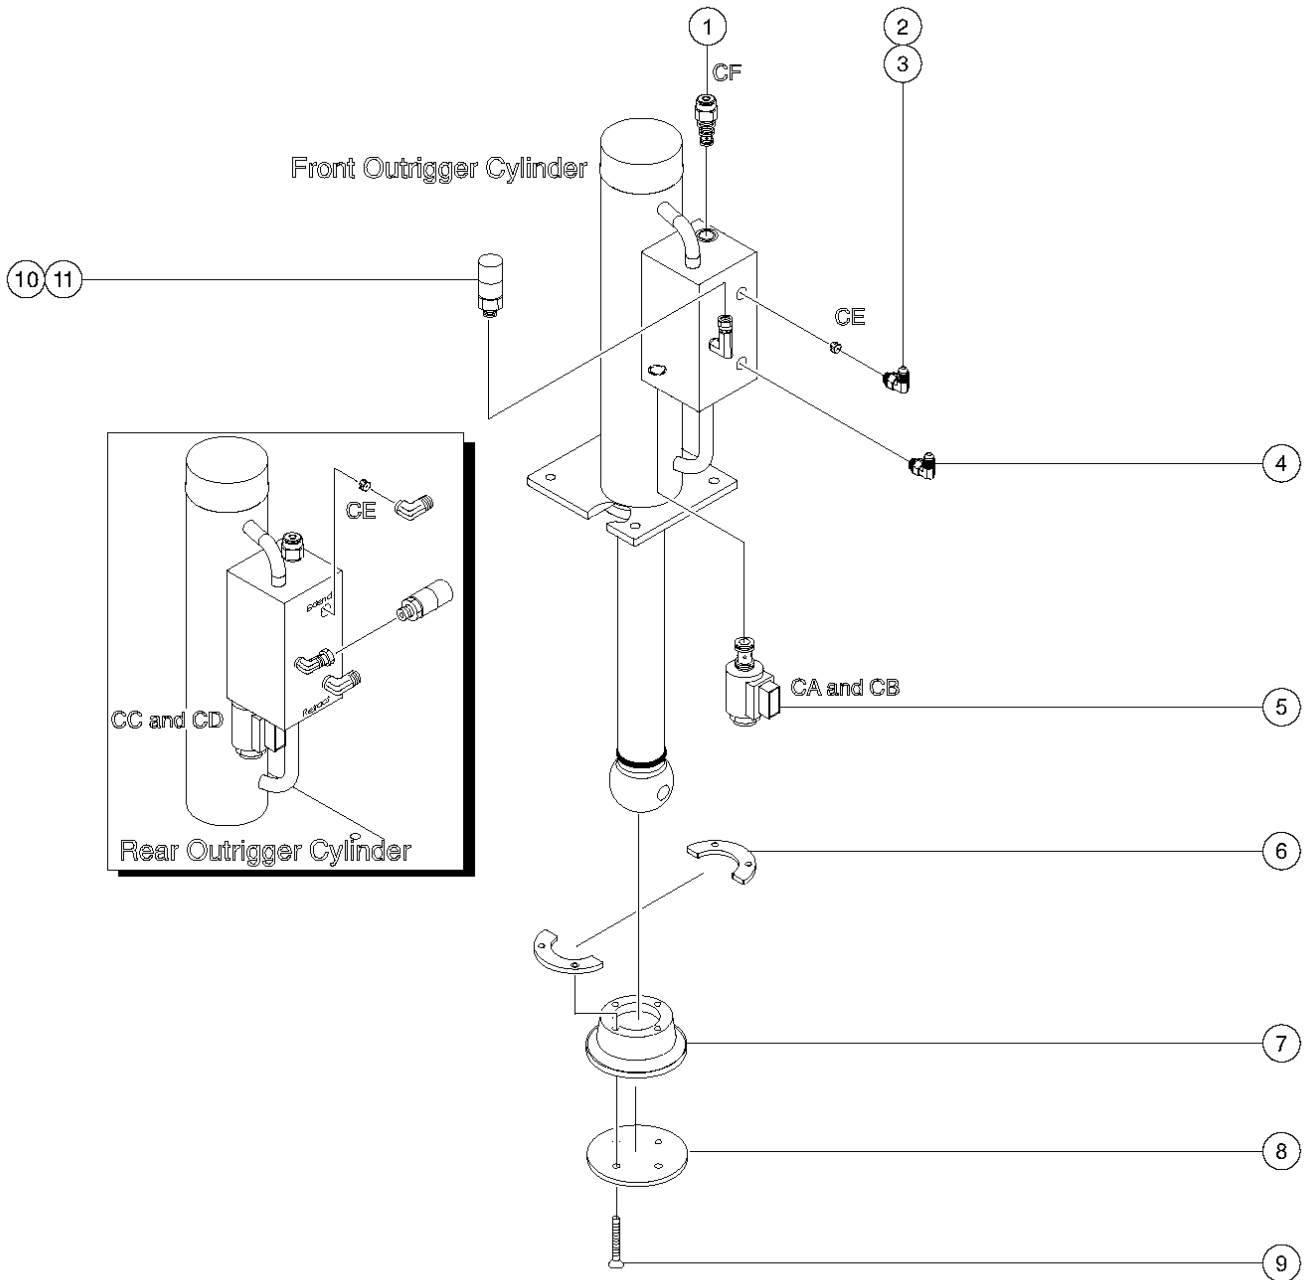 1
2
CF
3
Front Outrigger Cylinder
10 11
CE
4
CE
Extend
CA and CB
5
Retract
CC and CD
6
Rear Outrigger Cylinder
7
8
9